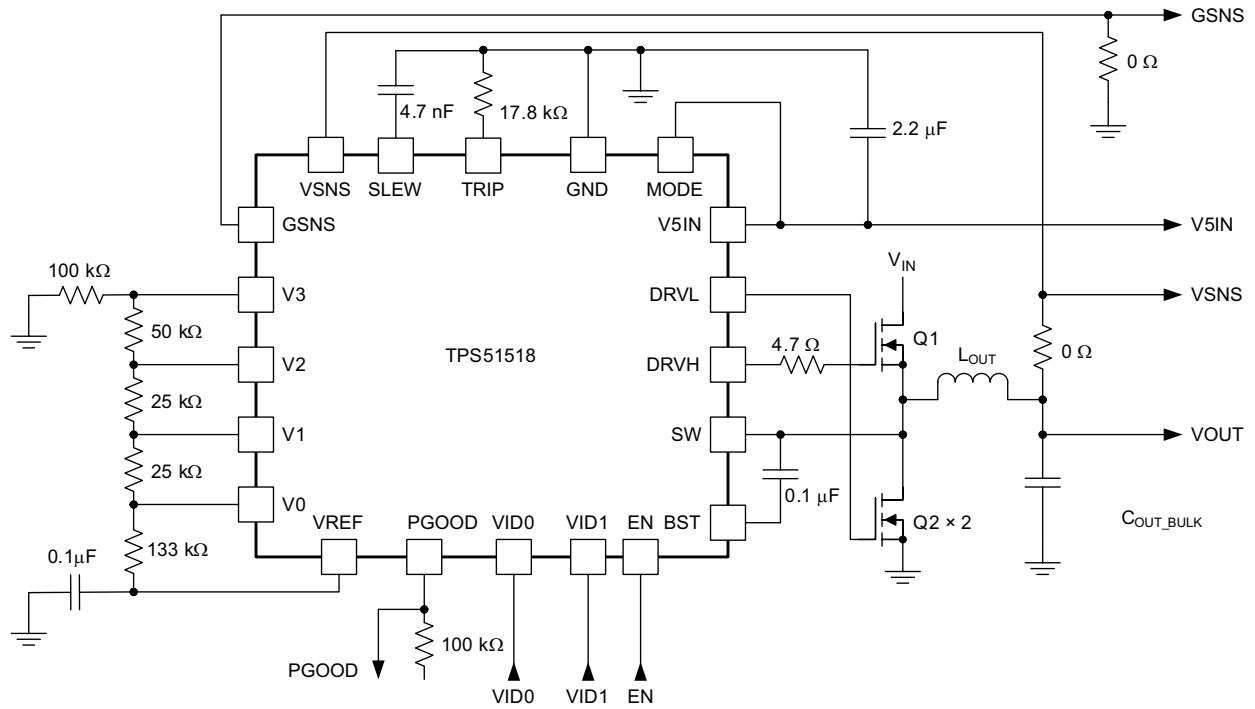 GSNS
0 Ω
4.7 nF
17.8 kΩ
2.2 μF
VSNS
SLEW
TRIP
GND
MODE
GSNS
V5IN
V5IN
100 kΩ
V3
DRVL
V_IN
VSNS
50 kΩ
TPS51518
Q1
4.7 Ω
L_OUT
0 Ω
V2
DRVH
25 kΩ
V1
SW
VOUT
25 kΩ
0.1 μF
V0
VREF
PGOOD
VID0
VID1
EN
BST
Q2 × 2
C_OUT_BULK
133 kΩ
0.1μF
100 kΩ
PGOOD
VID0
VID1
EN